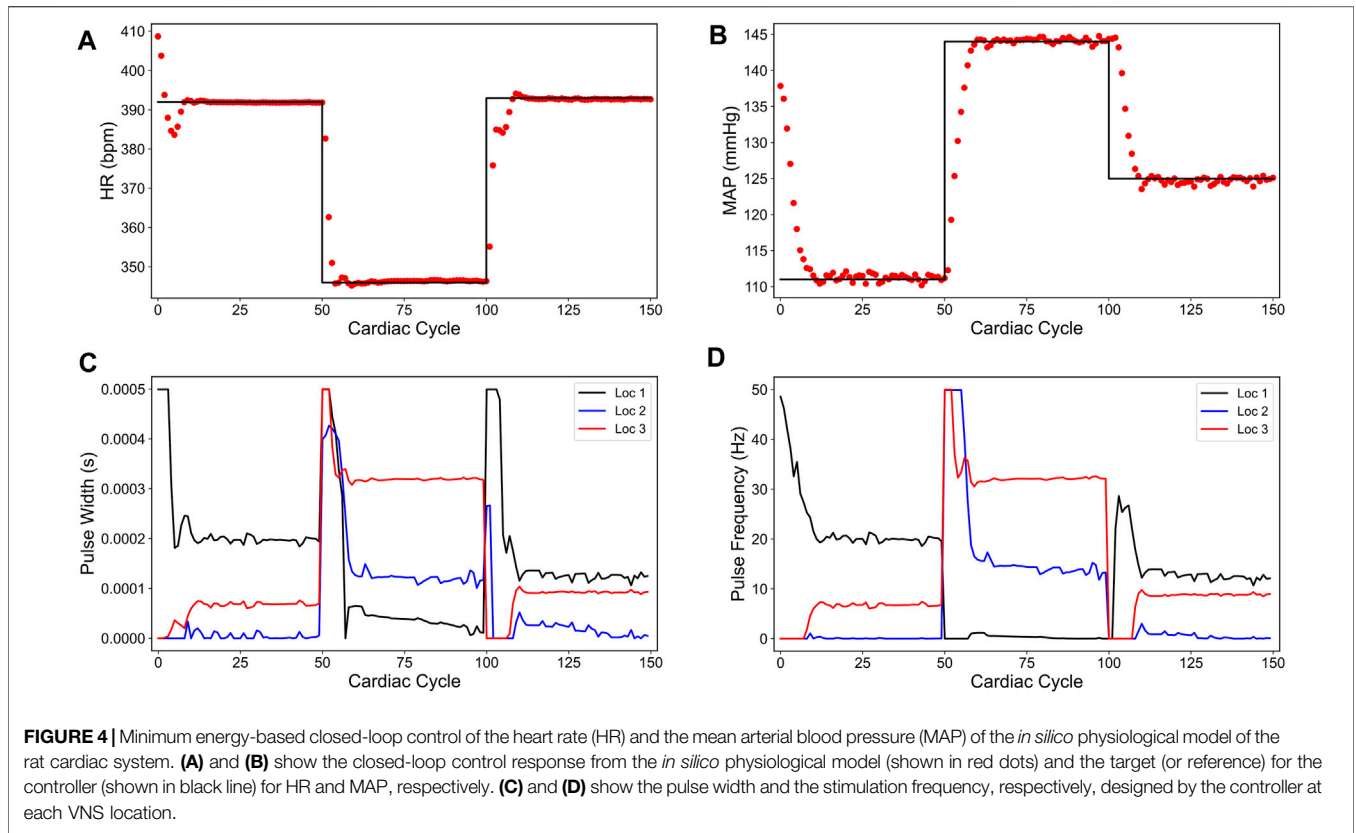 A
HR (bpm)
410
400
390
380
370
360
350
0 25 50 75 100 125 150
Cardiac Cycle
B
MAP (mmHg)
145
140
135
130
125
120
115
110
0 25 50 75 100 125 150
Cardiac Cycle
C
Pulse Width (s)
0.0005
0.0004
0.0003
0.0002
0.0001
0.0000
Loc 1
Loc 2
Loc 3
0 25 50 75 100 125 150
Cardiac Cycle
D
Pulse Frequency (Hz)
50
40
30
20
10
0
Loc 1
Loc 2
Loc 3
0 25 50 75 100 125 150
Cardiac Cycle
FIGURE 4 | Minimum energy-based closed-loop control of the heart rate (HR) and the mean arterial blood pressure (MAP) of the in silico physiological model of the
rat cardiac system. (A) and (B) show the closed-loop control response from the in silico physiological model (shown in red dots) and the target (or reference) for the
controller (shown in black line) for HR and MAP, respectively. (C) and (D) show the pulse width and the stimulation frequency, respectively, designed by the controller at
each VNS location.